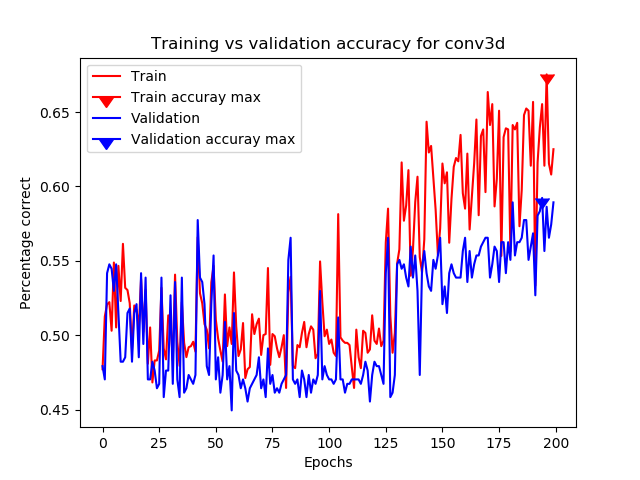 Training vs validation accuracy for conv3d
Train
Train accuray max
Validation
Validation accuray max
Percentage correct
0.65
0.60
0.55
0.50
0.45
0 25 50 75 100 125 150 175 200
Epochs